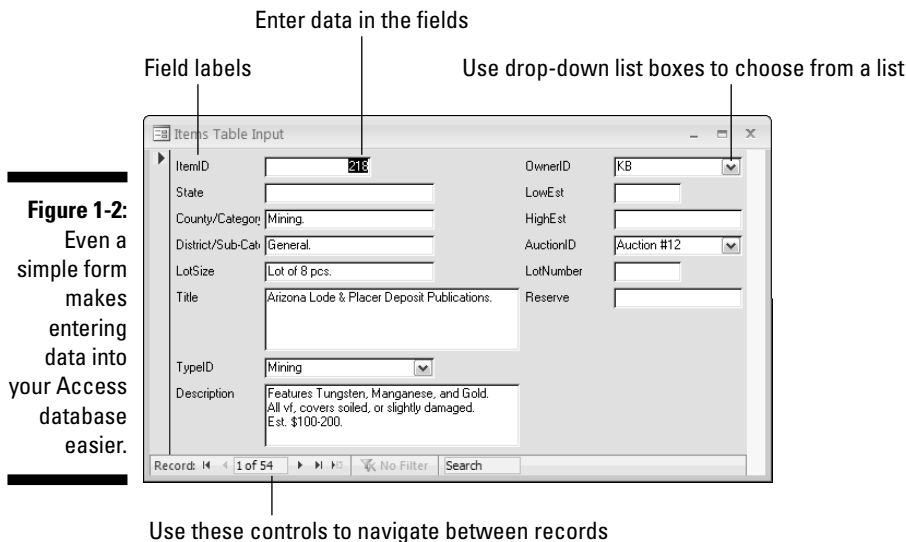 Enter data in the fields
Field labels
Use drop-down list boxes to choose from a list
Items Table Input
ItemID 218
State
County/Categor Mining.
District/Sub-Cat General.
LotSize Lot of 8 pcs.
Title Arizona Lode & Placer Deposit Publications.
TypeID Mining
Description Features Tungsten, Manganese, and Gold.
All vf, covers soiled, or slightly damaged.
Est. $100-200.
OwnerID KB
LowEst
HighEst
AuctionID Auction #12
LotNumber
Reserve
Record: 1 of 54 No Filter Search
Use these controls to navigate between records
Figure 1-2:
Even a
simple form
makes
entering
data into
your Access
database
easier.